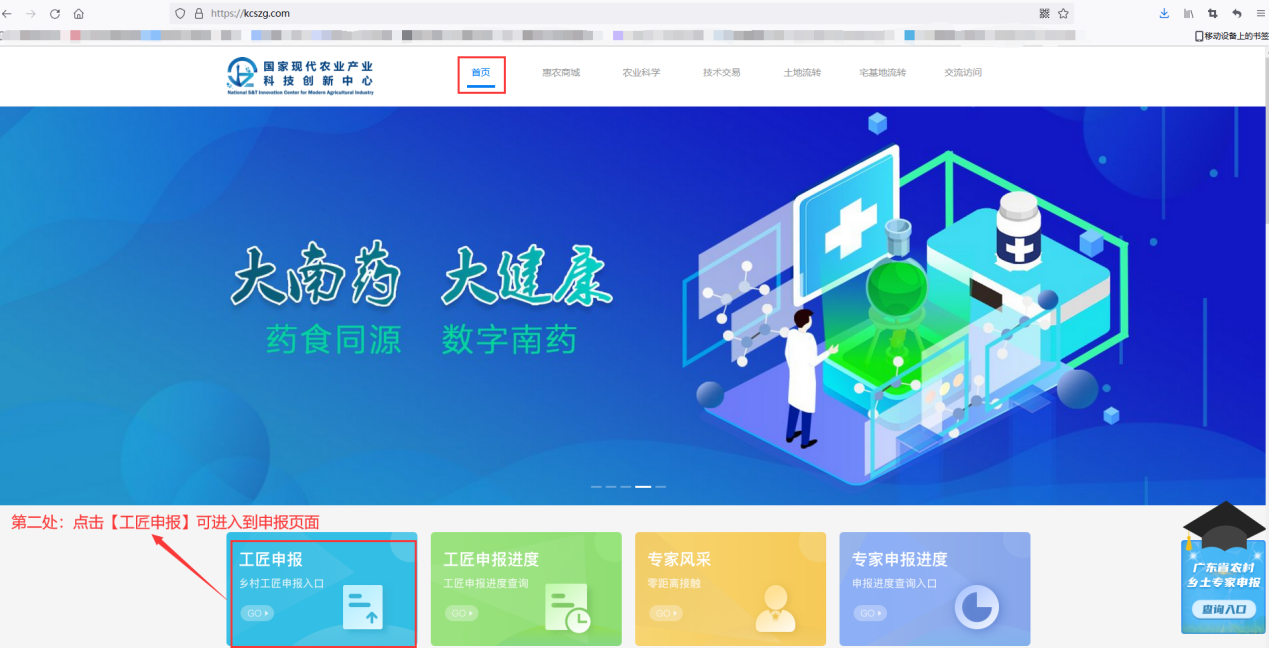 https://kcszg.com
移动设备上的书签
国家现代农业产业
科技创新中心
National S&T Innovation Center for Modern Agricultural Industry
首页
惠农商城
农业科学
技术交易
土地流转
宅基地流转
交流访问
大南药 大健康
药食同源 数字南药
第二处：点击【工匠申报】可进入到申报页面
工匠申报
乡村工匠申报入口
GO
工匠申报进度
工匠申报进度查询
GO
专家风采
零距离接触
GO
专家申报进度
申报进度查询入口
GO
广东省农村
乡土专家申报
查询入口